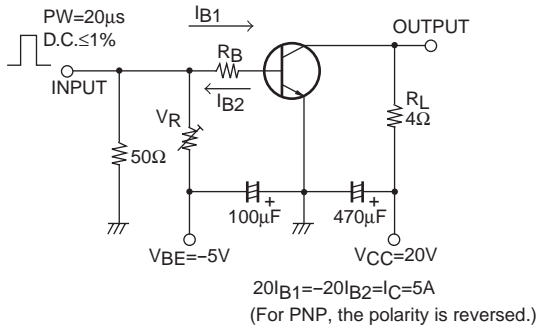 PW=20µs
D.C.≤1%
INPUT
IB1
RB
IB2
OUTPUT
VR
RL
4Ω
50Ω
+
100µF
+
470µF
VBE=−5V
VCC=20V
20IB1=−20IB2=IC=5A
(For PNP, the polarity is reversed.)